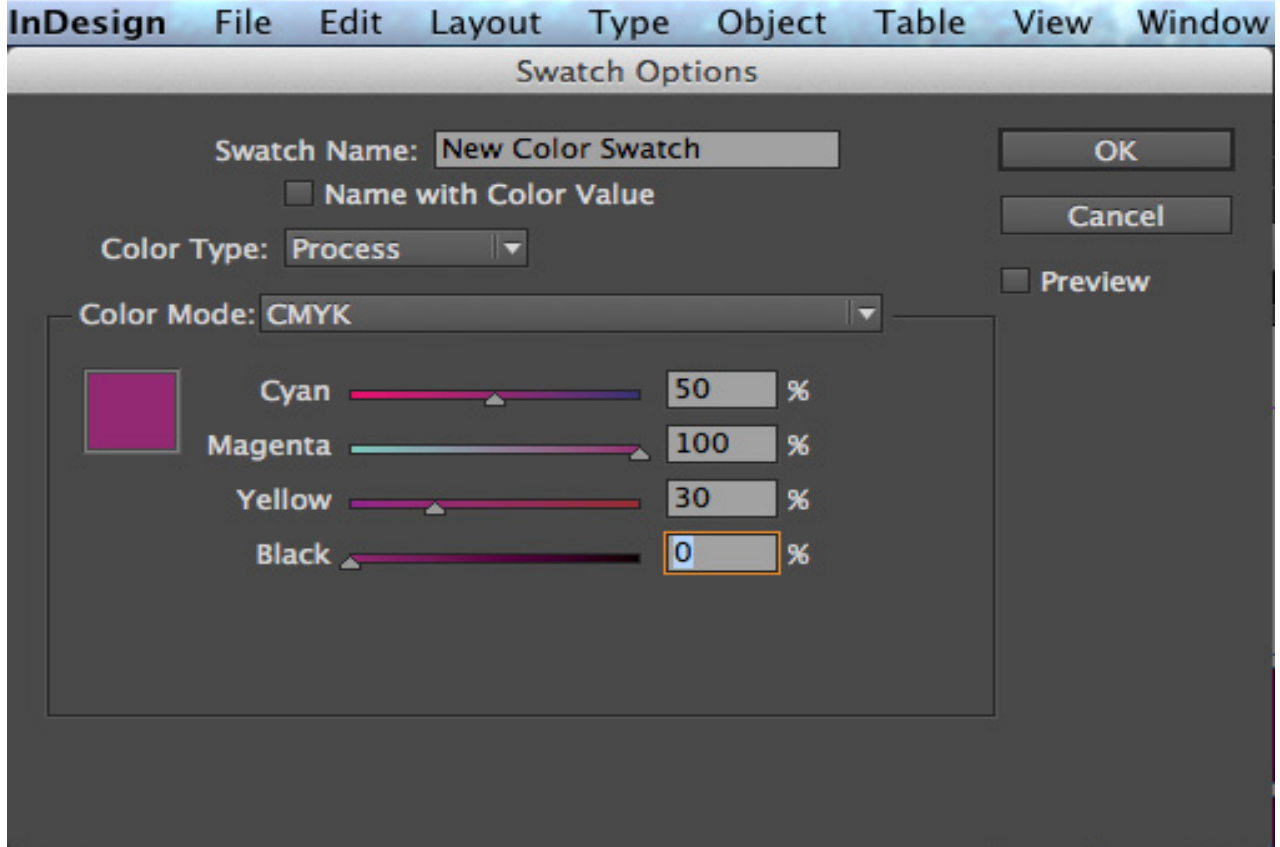 InDesign File Edit Layout Type Object Table View Window
Swatch Options
Swatch Name: New Color Swatch
OK
Name with Color Value
Cancel
Color Type: Process
Preview
Color Mode: CMYK
Cyan 50 %
Magenta 100 %
Yellow 30 %
Black 0 %